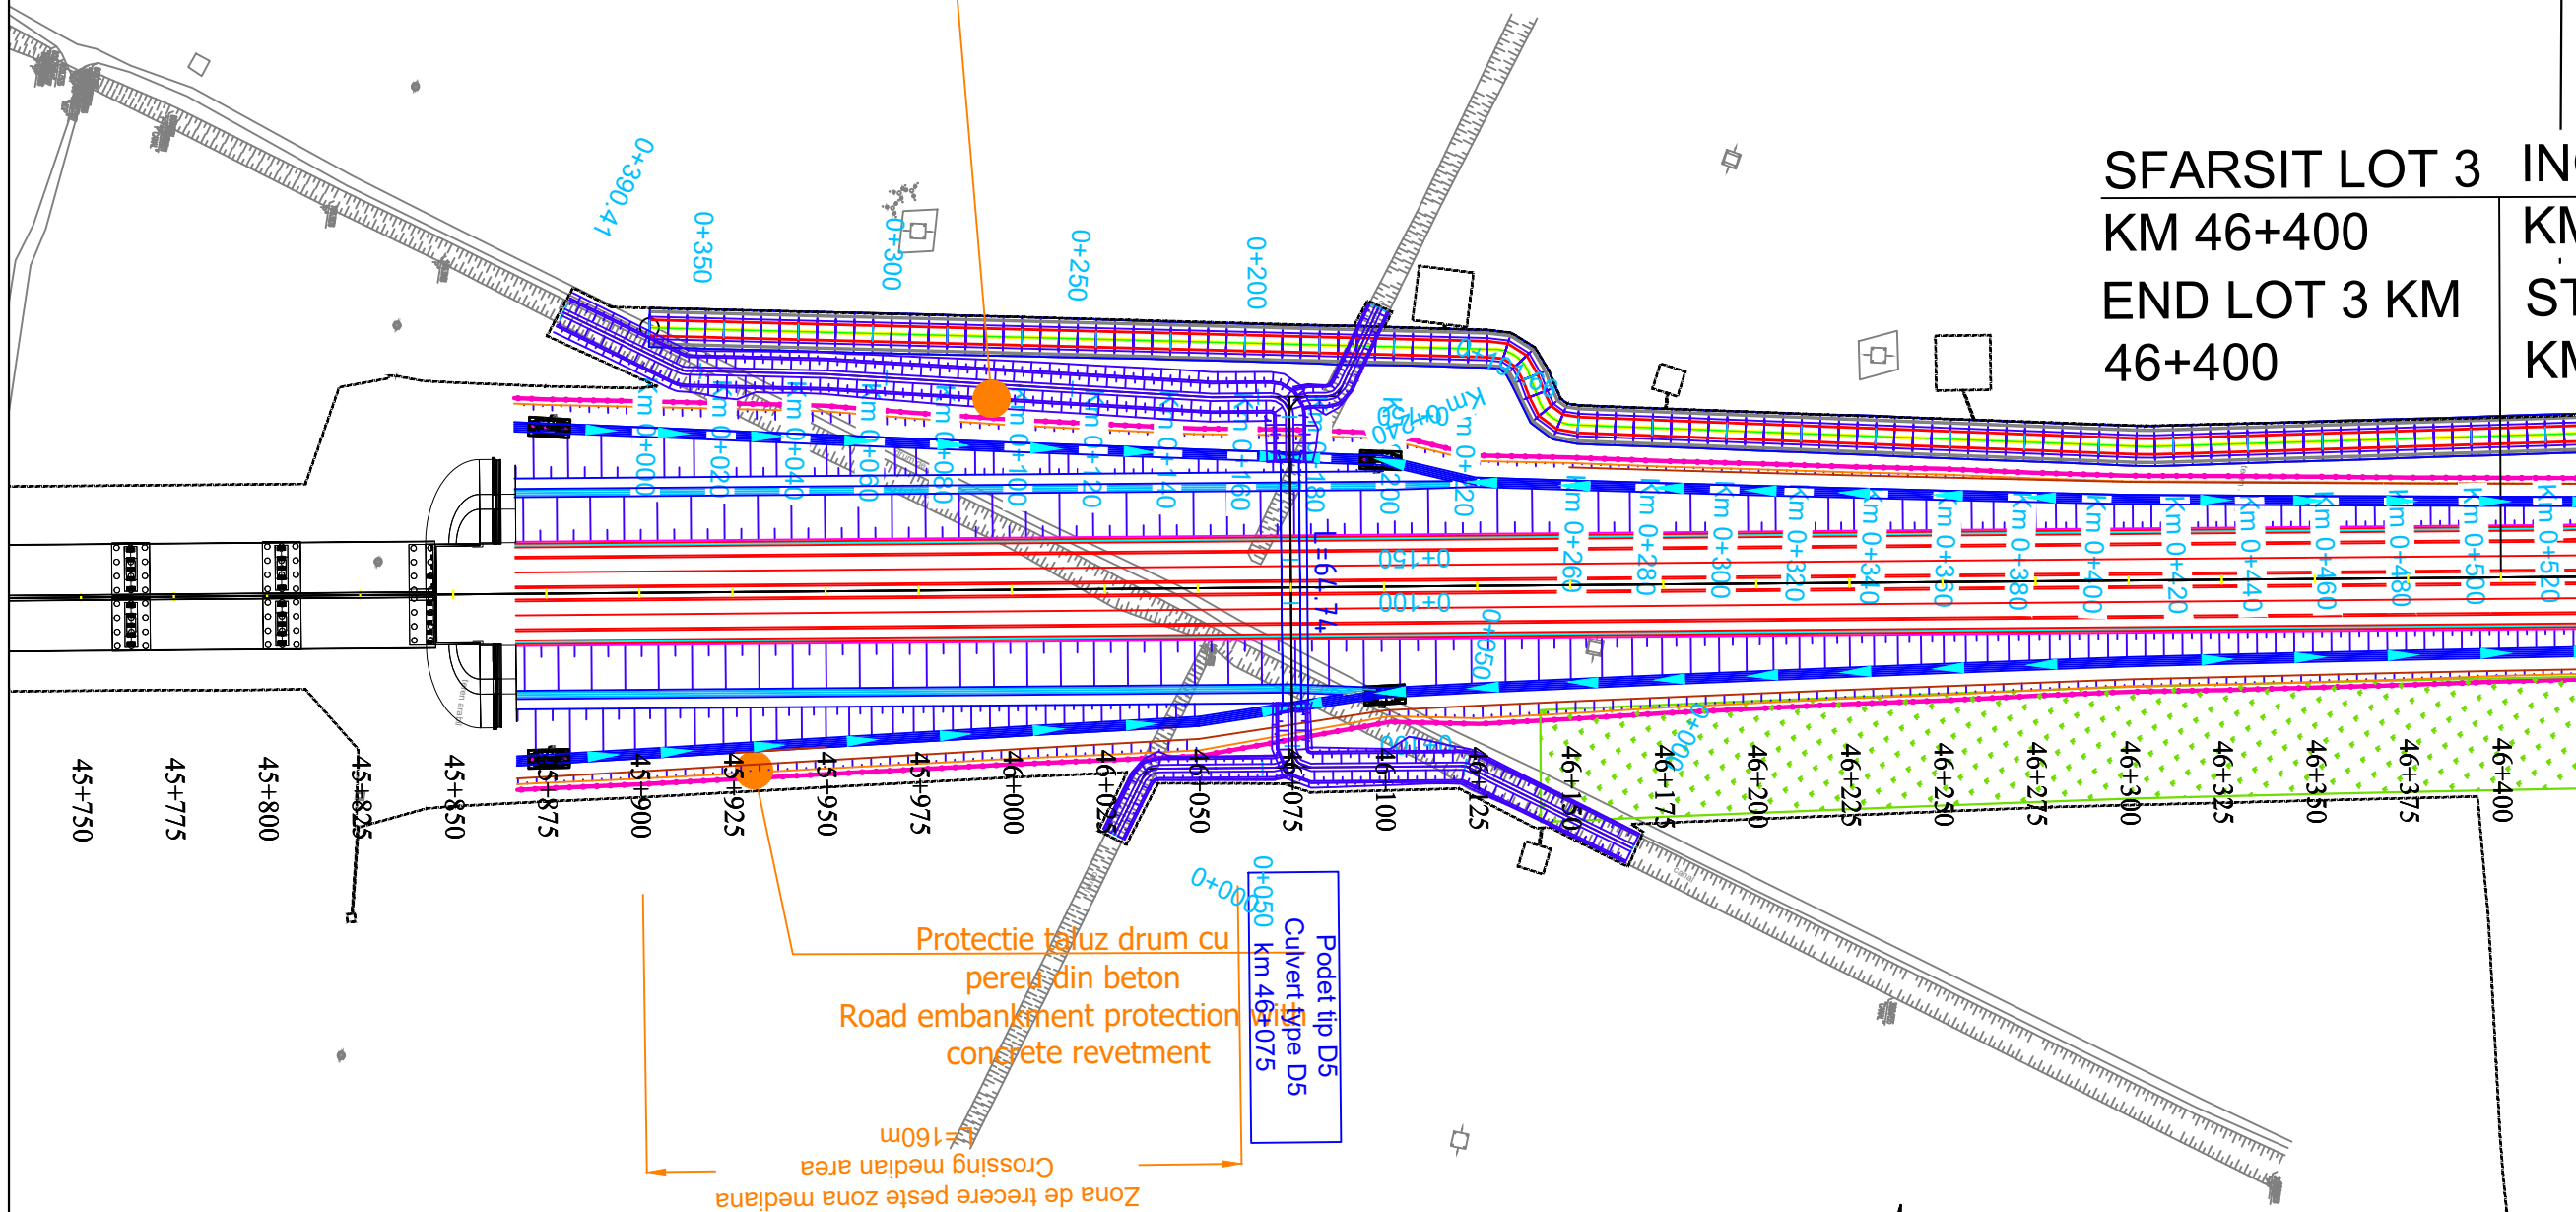 SFARSIT LOT 3
KM 46+400
END LOT 3 KM
46+400
0+390.41
0+350
0+300
0+250
0+200
Km 0+000
Km 0+020
Km 0+040
Km 0+060
Km 0+080
Km 0+100
Km 0+120
Km 0+140
Km 0+160
Km 0+260
Km 0+280
Km 0+300
Km 0+320
Km 0+340
Km 0+360
Km 0+380
Km 0+400
Km 0+420
Km 0+440
Km 0+460
Km 0+480
Km 0+500
Km 0+520
0+150
0+100
0+050
0+000
L=64.74
45+750
45+775
45+800
45+825
45+850
45+875
45+900
45+925
45+950
45+975
46+000
46+025
46+050
46+075
46+100
46+125
46+150
46+175
46+200
46+225
46+250
46+275
46+300
46+325
46+350
46+375
46+400
0+000
0+050
Podet tip D5
Culvert type D5
km 46+075
Protectie taluz drum cu
pereu din beton
Road embankment protection with
concrete revetment
Zona de trecere peste zona mediana
Crossing median area
L=160m
canal